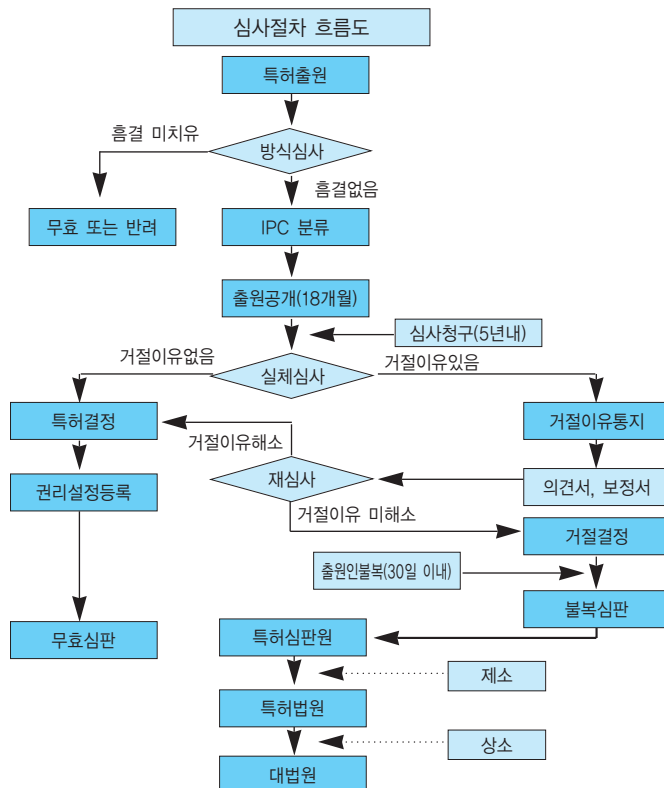 심사절차 흐름도
특허출원
흠결 미치유
방식심사
흠결없음
무효 또는 반려
IPC 분류
출원공개(18개월)
심사청구(5년내)
거절이유없음
실체심사
거절이유있음
특허결정
거절이유통지
거절이유해소
재심사
의견서, 보정서
권리설정등록
거절이유 미해소
거절결정
출원인불복(30일 이내)
불복심판
무효심판
특허심판원
제소
특허법원
상소
대법원